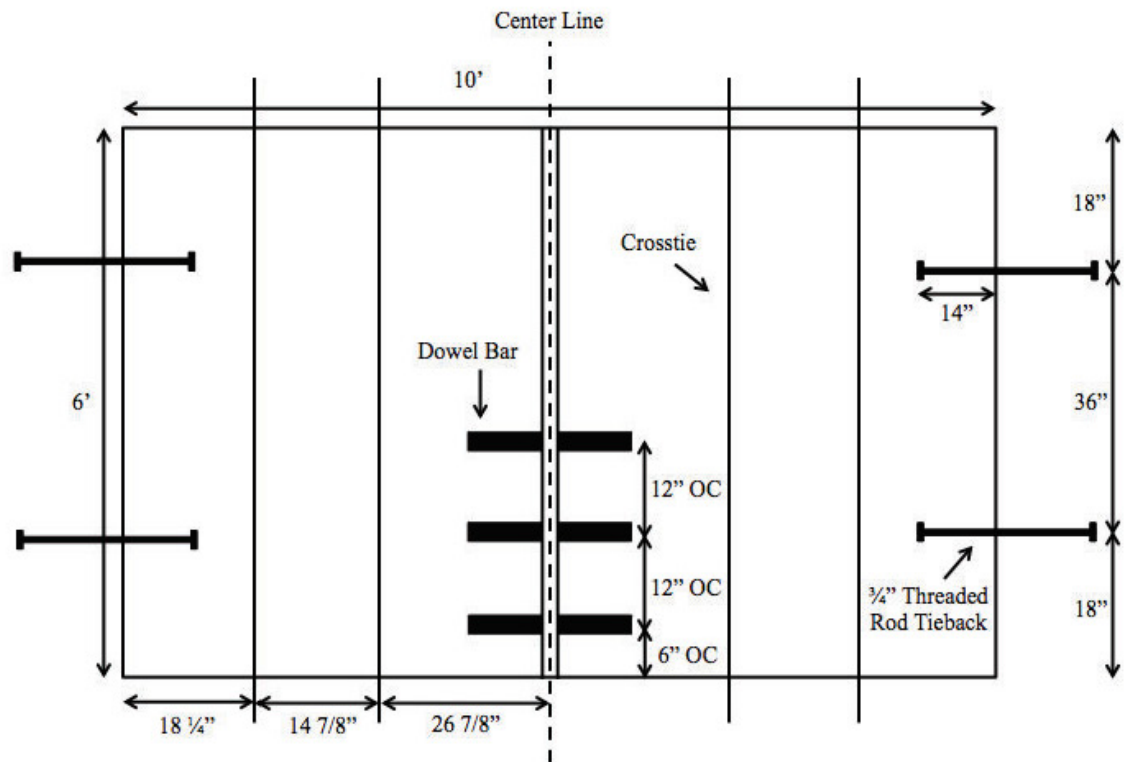 Center Line
10’
18”
Crosstie
14”
Dowel Bar
6’
36”
12” OC
12” OC
¾” Threaded
Rod Tieback
18”
6” OC
18 ¼”
14 7/8”
26 7/8”